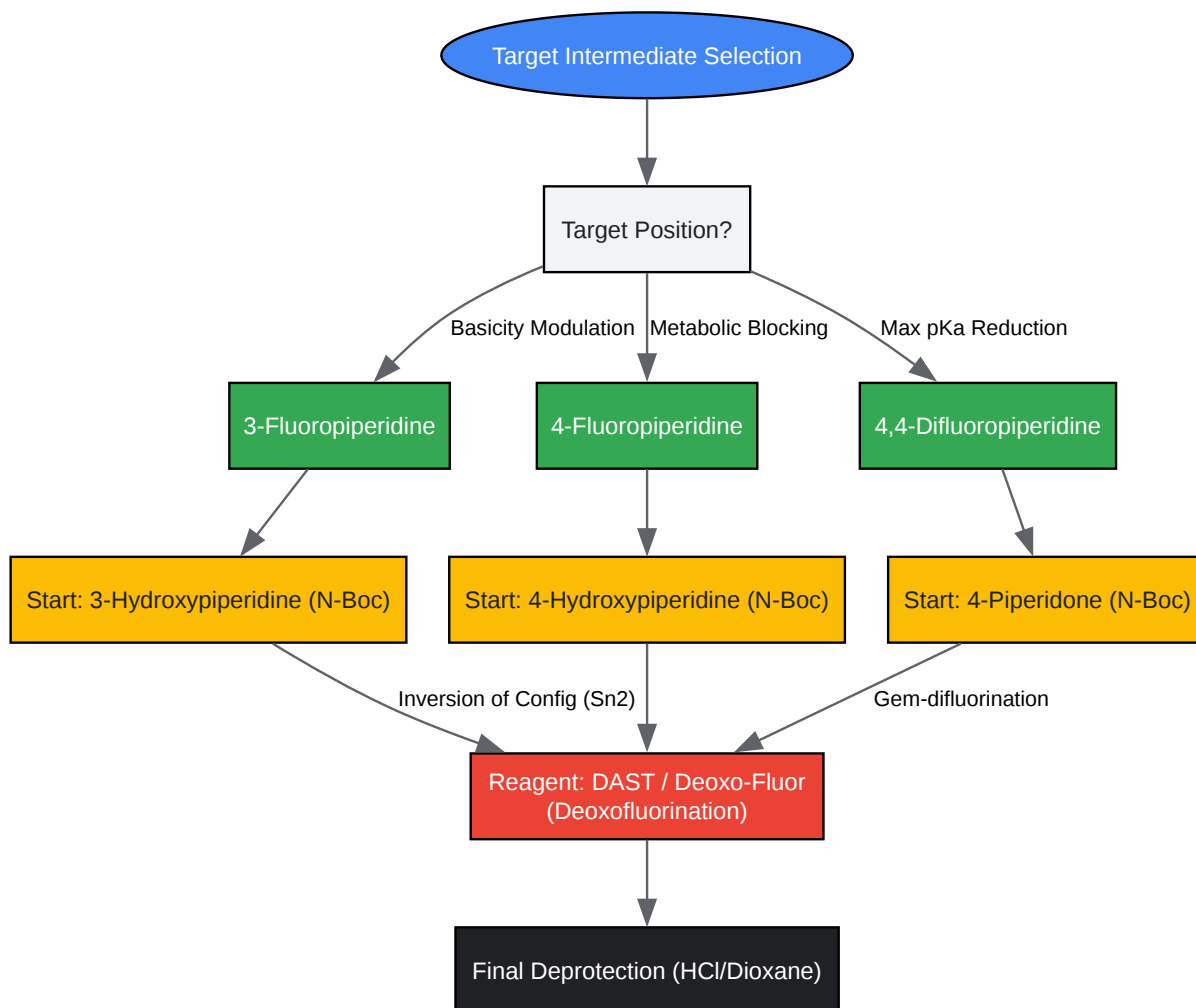 Target Intermediate Selection
Target Position?
Basicity Modulation
Metabolic Blocking
Max pKa Reduction
3-Fluoropiperidine
4-Fluoropiperidine
4,4-Difluoropiperidine
Start: 3-Hydroxypiperidine (N-Boc)
Start: 4-Hydroxypiperidine (N-Boc)
Start: 4-Piperidone (N-Boc)
Inversion of Config (Sn2)
Gem-difluorination
Reagent: DAST / Deoxo-Fluor
(Deoxofluorination)
Final Deprotection (HCl/Dioxane)